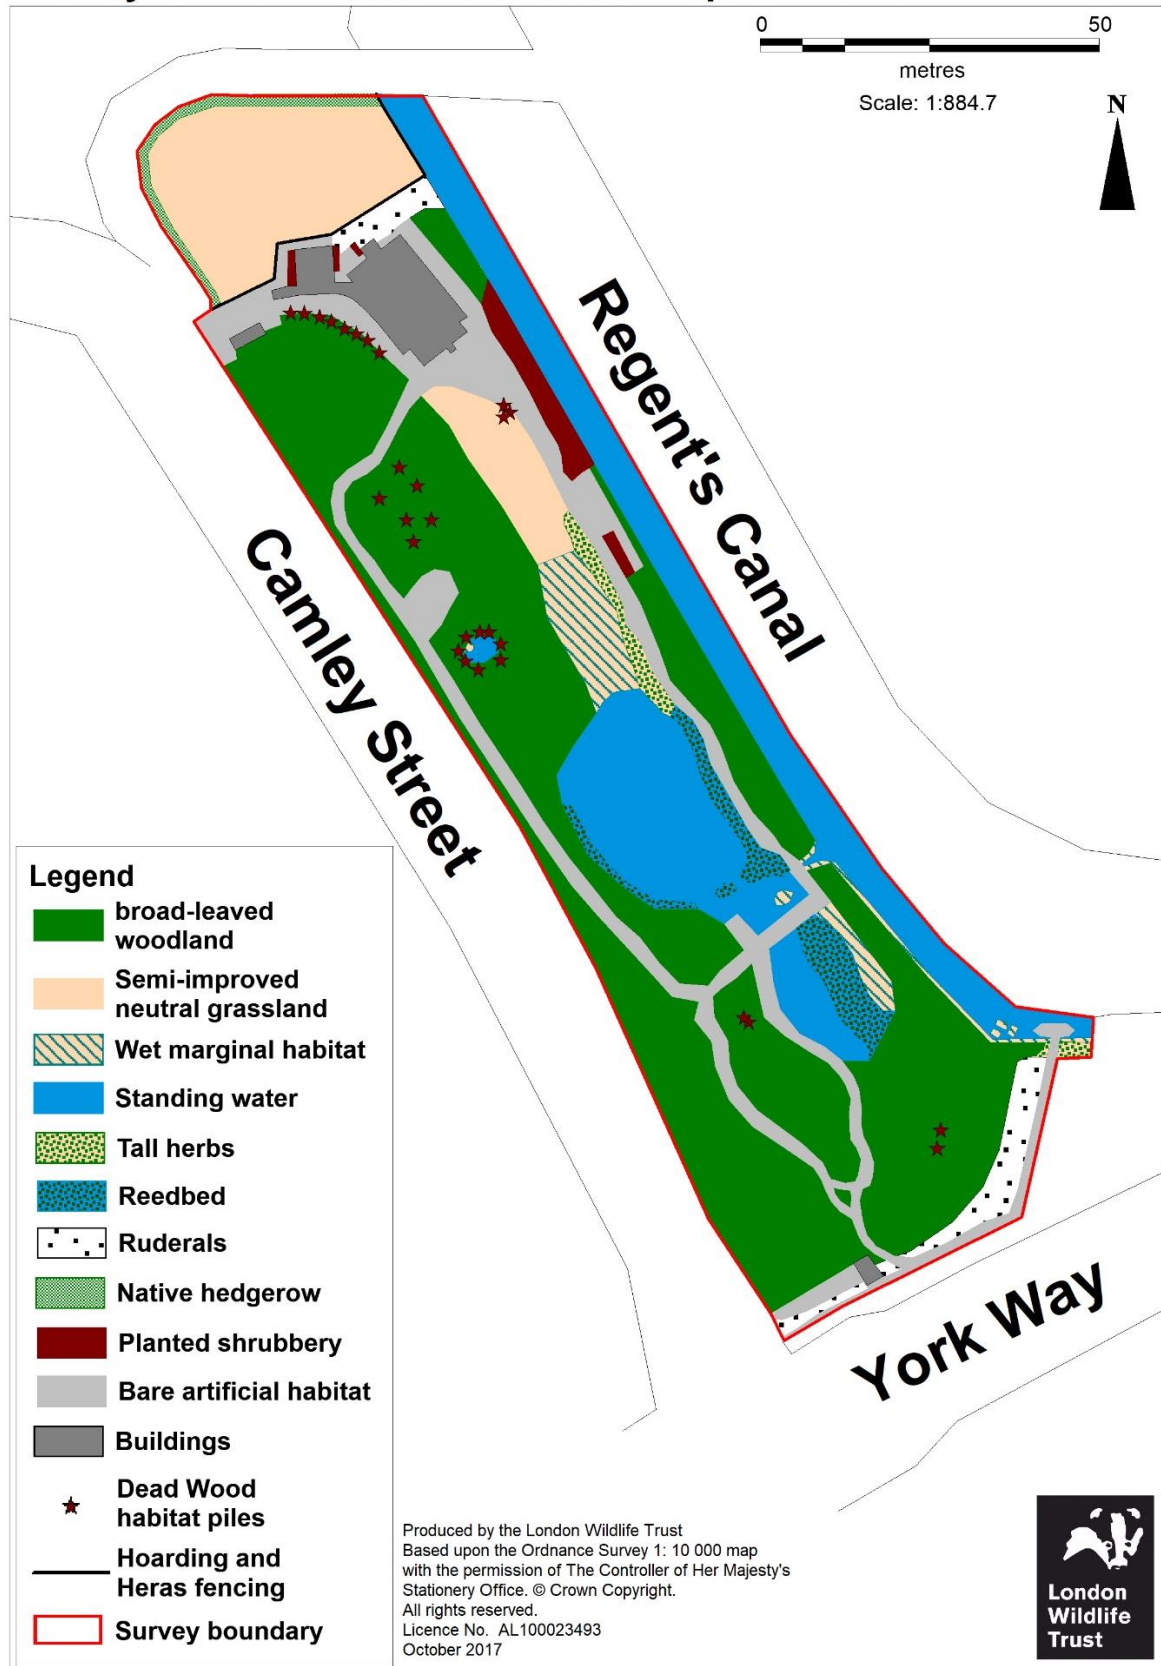 0 50
metres
Scale: 1:884.7
N
Regent's Canal
Camley Street
York Way
Legend
broad-leaved
woodland
Semi-improved
neutral grassland
Wet marginal habitat
Standing water
Tall herbs
Reedbed
Ruderals
Native hedgerow
Planted shrubbery
Bare artificial habitat
Buildings
Dead Wood
habitat piles
Hoarding and
Heras fencing
Survey boundary
Produced by the London Wildlife Trust
Based upon the Ordnance Survey 1: 10 000 map
with the permission of The Controller of Her Majesty's
Stationery Office. © Crown Copyright.
All rights reserved.
Licence No. AL100023493
October 2017
London
Wildlife
Trust